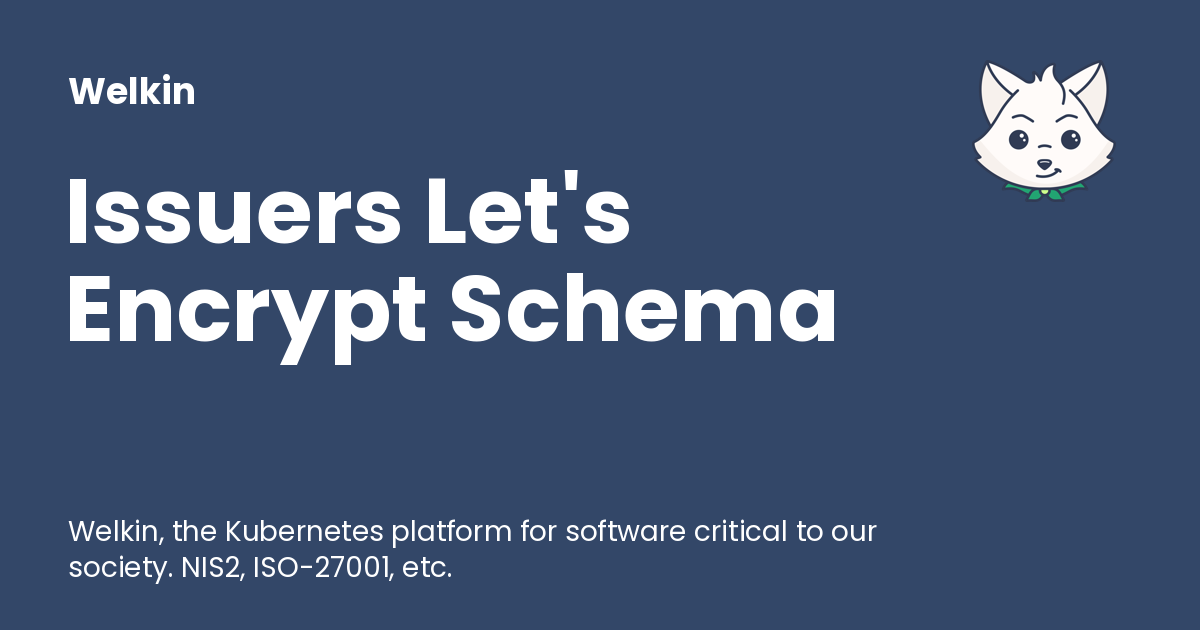 Welkin
Issuers Let's
Encrypt Schema
Welkin, the Kubernetes platform for software critical to our
society. NIS2, ISO-27001, etc.